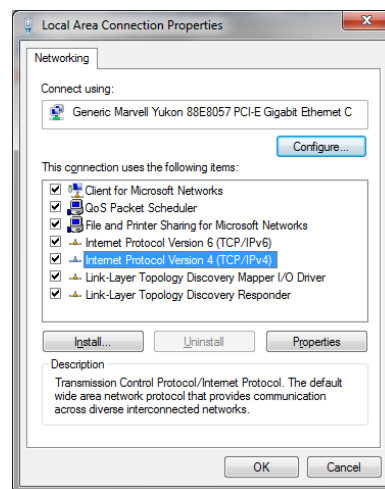 Local Area Connection Properties
Networking
Connect using:
Generic Marvell Yukon 88E8057 PCI-E Gigabit Ethernet C
Configure...
This connection uses the following items:
Client for Microsoft Networks
QoS Packet Scheduler
File and Printer Sharing for Microsoft Networks
Internet Protocol Version 6 (TCP/IPv6)
Internet Protocol Version 4 (TCP/IPv4)
Link-Layer Topology Discovery Mapper I/O Driver
Link-Layer Topology Discovery Responder
Install... Uninstall Properties
Description
Transmission Control Protocol/Internet Protocol. The default
wide area network protocol that provides communication
across diverse interconnected networks.
OK Cancel